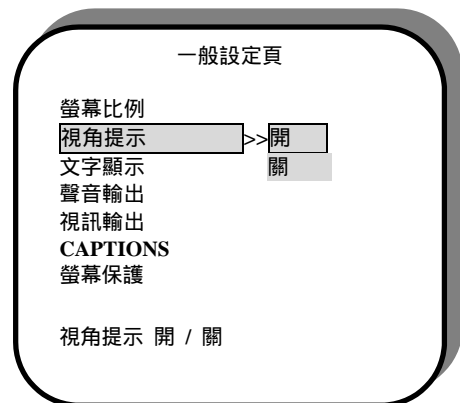 一般設定頁
螢幕比例
視角提示 >>開
文字顯示 關
聲音輸出
視訊輸出
CAPTIONS
螢幕保護
視角提示 開 / 關